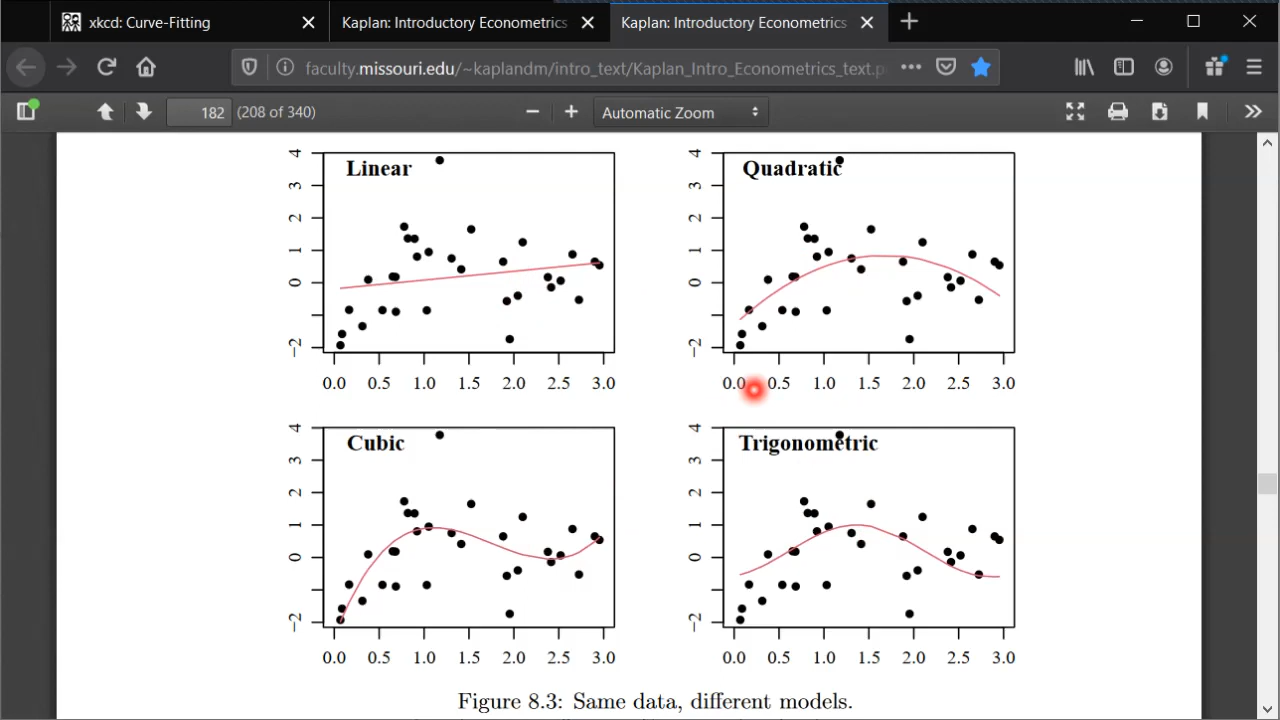 xkcd: Curve-Fitting
Kaplan: Introductory Econometrics
Kaplan: Introductory Econometrics
faculty.missouri.edu/~kaplandm/intro_text/Kaplan_Intro_Econometrics_text.p
182 (208 of 340)
Automatic Zoom
Linear
4
3
2
1
0
−2
0.0 0.5 1.0 1.5 2.0 2.5 3.0
Quadratic
4
3
2
1
0
−2
0.0 0.5 1.0 1.5 2.0 2.5 3.0
Cubic
4
3
2
1
0
−2
0.0 0.5 1.0 1.5 2.0 2.5 3.0
Trigonometric
4
3
2
1
0
−2
0.0 0.5 1.0 1.5 2.0 2.5 3.0
Figure 8.3: Same data, different models.